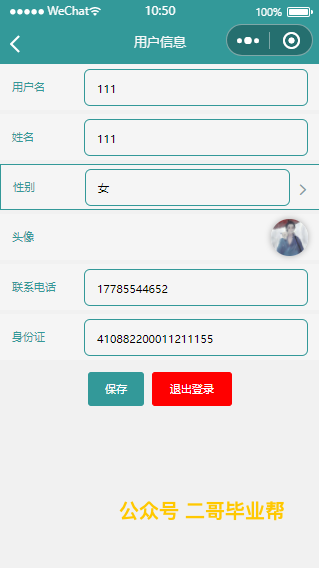 WeChat 10:50 100%
用户信息
用户名 111
姓名 111
性别 女
头像
联系电话 17785544652
身份证 410882200011211155
保存 退出登录
公众号 二哥毕业帮